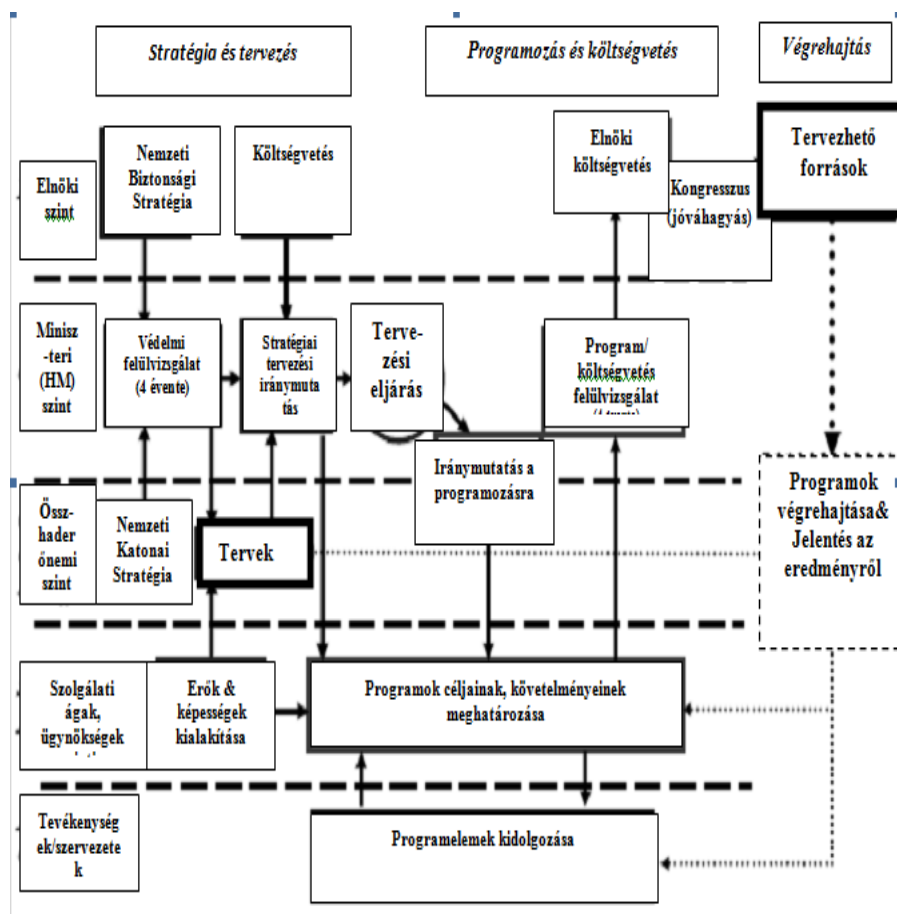 Stratégia és tervezés
Programozás és költségvetés
Végrehajtás
Elnöki
szint
Nemzeti
Biztonsági
Stratégia
Költségvetés
Elnöki
költségvetés
Kongresszus
(jóváhagyás)
Tervezhető
források
Minisz
-teri
(HM)
szint
Védelmi
felülvizsgálat
(4 évente)
Stratégiai
tervezési
iránymuta
tás
Terve-
zési
eljárás
Program/
költségvetés
felülvizsgálat
Iránymutatás a
programozásra
Össz-
hader
őnemi
szint
Nemzeti
Katonai
Stratégia
Tervek
Programok
végrehajtása&
Jelentés az
eredményről
Szolgálati
ágak,
ügynökségek
Erők &
képességek
kialakítása
Programok céljainak, követelményeinek
meghatározása
Tevékenység
ek/szervezete
k
Programelemek kidolgozása